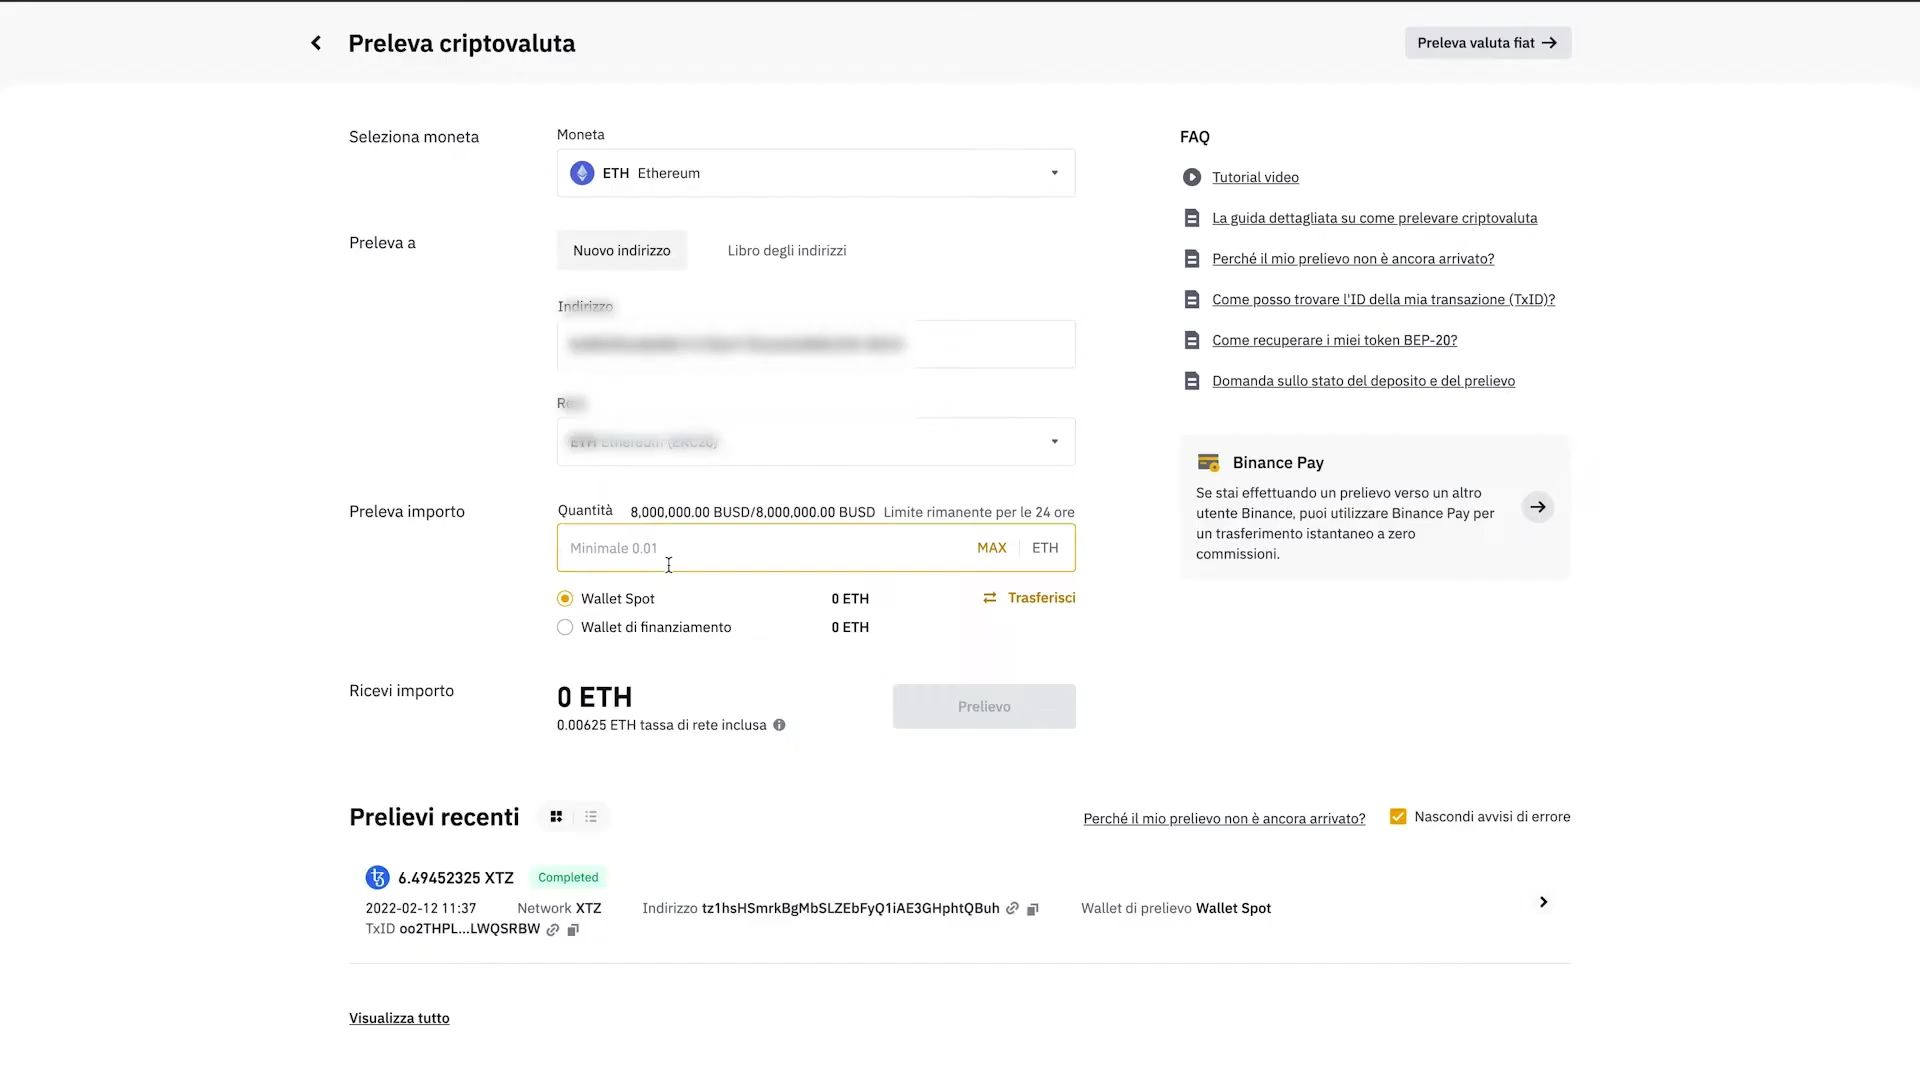 Preleva criptovaluta
Preleva valuta fiat
Seleziona moneta
Moneta
ETH Ethereum
Preleva a
Nuovo indirizzo
Libro degli indirizzi
Indirizzo
ETH Ethereum (ERC20)
Preleva importo
Quantità 8,000,000.00 BUSD/8,000,000.00 BUSD Limite rimanente per le 24 ore
Minimale 0.01 MAX ETH
Wallet Spot 0 ETH Trasferisci
Wallet di finanziamento 0 ETH
Ricevi importo
0 ETH
0.00625 ETH tassa di rete inclusa
Prelievo
FAQ
Tutorial video
La guida dettagliata su come prelevare criptovaluta
Perché il mio prelievo non è ancora arrivato?
Come posso trovare l'ID della mia transazione (TxID)?
Come recuperare i miei token BEP-20?
Domanda sullo stato del deposito e del prelievo
Binance Pay
Se stai effettuando un prelievo verso un altro
utente Binance, puoi utilizzare Binance Pay per
un trasferimento istantaneo a zero
commissioni.
Prelievi recenti
Perché il mio prelievo non è ancora arrivato?
Nascondi avvisi di errore
6.49452325 XTZ Completed
2022-02-12 11:37 Network XTZ Indirizzo tz1hsHSmrkBgMbSLZEbFyQ1iAE3GHphtQBuh Wallet di prelievo Wallet Spot
TxID oo2THPL...LWQSRBW
Visualizza tutto